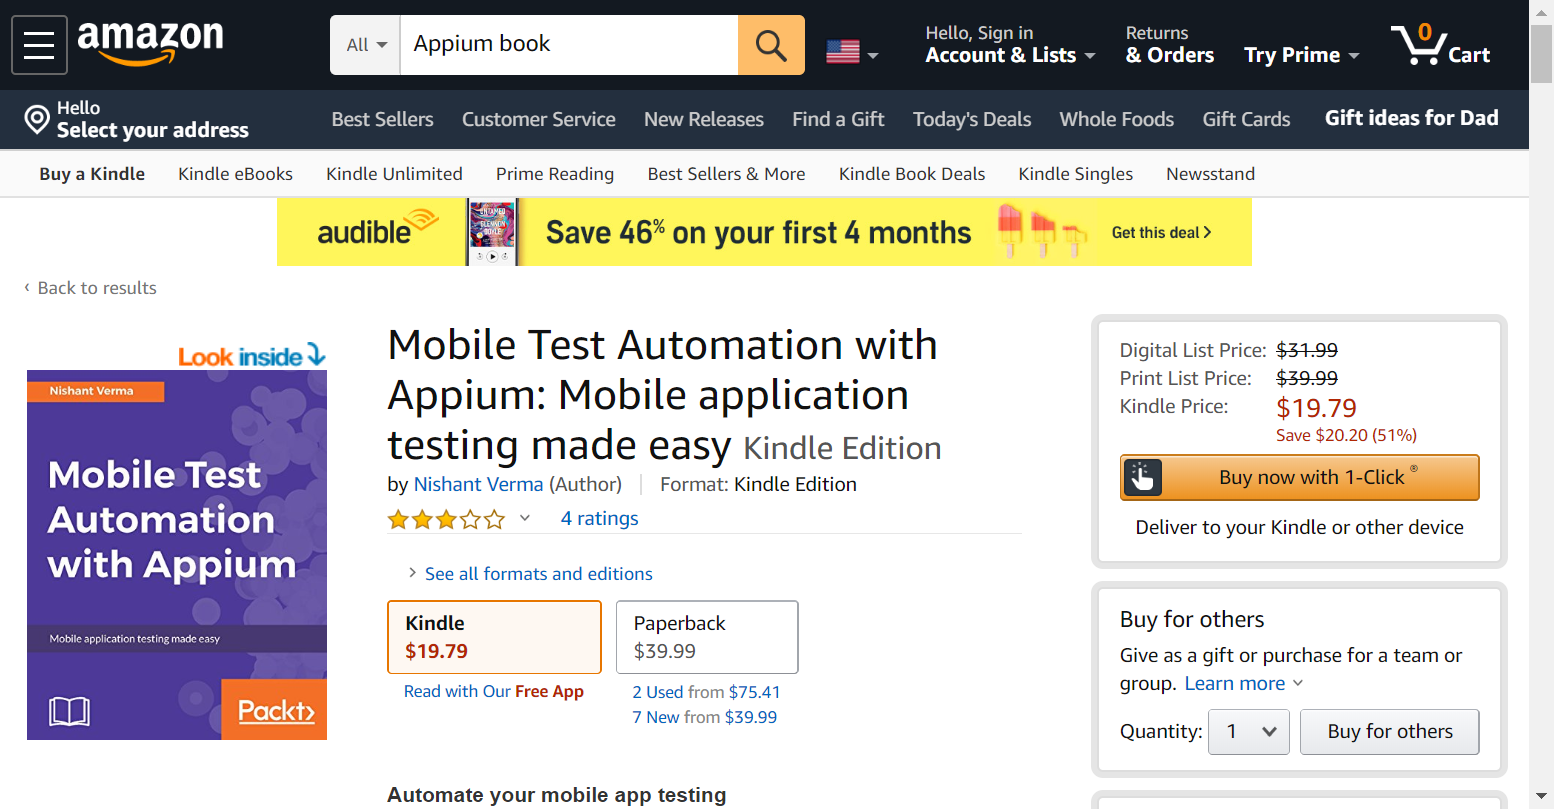 amazon
All
Appium book
Hello, Sign in
Account & Lists
Returns
& Orders
Try Prime
0
Cart
Hello
Select your address
Best Sellers
Customer Service
New Releases
Find a Gift
Today's Deals
Whole Foods
Gift Cards
Gift ideas for Dad
Buy a Kindle
Kindle eBooks
Kindle Unlimited
Prime Reading
Best Sellers & More
Kindle Book Deals
Kindle Singles
Newsstand
audible
UNTAMED
GLENNON
DOYLE
Save 46% on your first 4 months
Get this deal >
‹ Back to results
Look inside
Nishant Verma
Mobile Test
Automation
with Appium
Mobile application testing made easy
Packt>
Mobile Test Automation with
Appium: Mobile application
testing made easy Kindle Edition
by Nishant Verma (Author)
Format: Kindle Edition
4 ratings
› See all formats and editions
Kindle
$19.79
Read with Our Free App
Paperback
$39.99
2 Used from $75.41
7 New from $39.99
Automate your mobile app testing
Digital List Price: $31.99
Print List Price: $39.99
Kindle Price: $19.79
Save $20.20 (51%)
Buy now with 1-Click ®
Deliver to your Kindle or other device
Buy for others
Give as a gift or purchase for a team or
group. Learn more
Quantity: 1
Buy for others